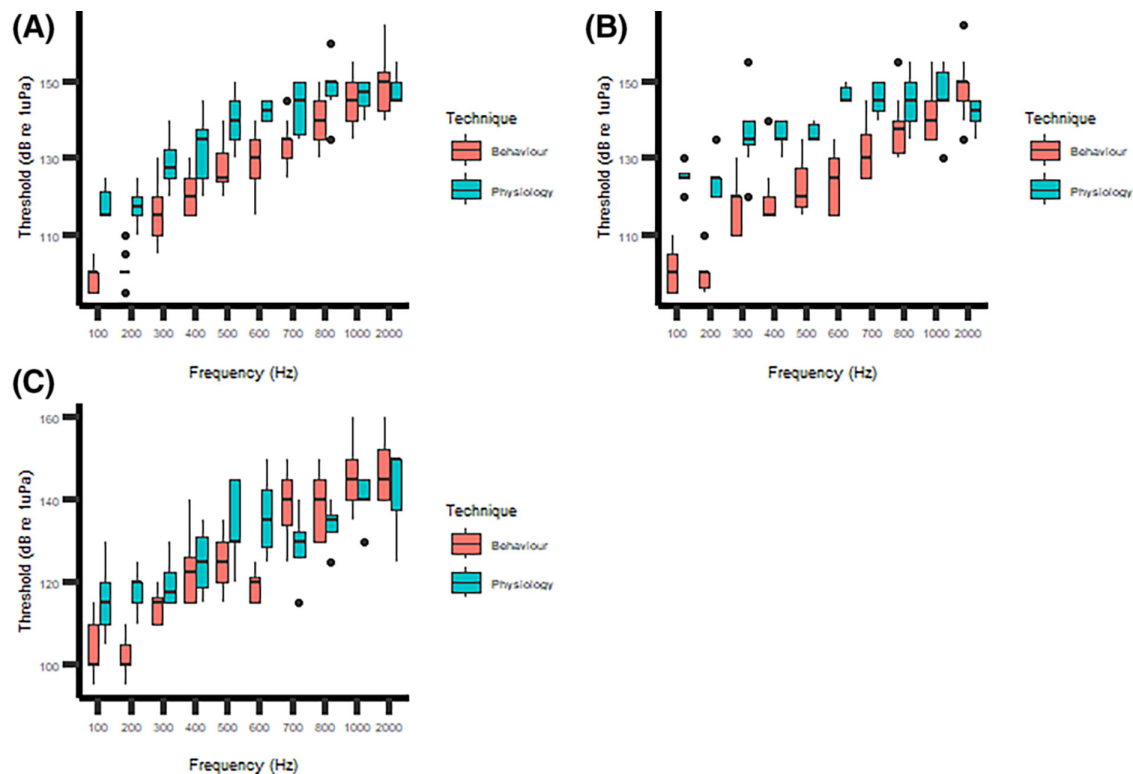 (A)
Threshold (dB re 1uPa)
150
130
110
100 200 300 400 500 600 700 800 1000 2000
Frequency (Hz)
Technique
Behaviour
Physiology
(B)
Threshold (dB re 1uPa)
150
130
110
100 200 300 400 500 600 700 800 1000 2000
Frequency (Hz)
Technique
Behaviour
Physiology
(C)
Threshold (dB re 1uPa)
160
140
120
100
100 200 300 400 500 600 700 800 1000 2000
Frequency (Hz)
Technique
Behaviour
Physiology